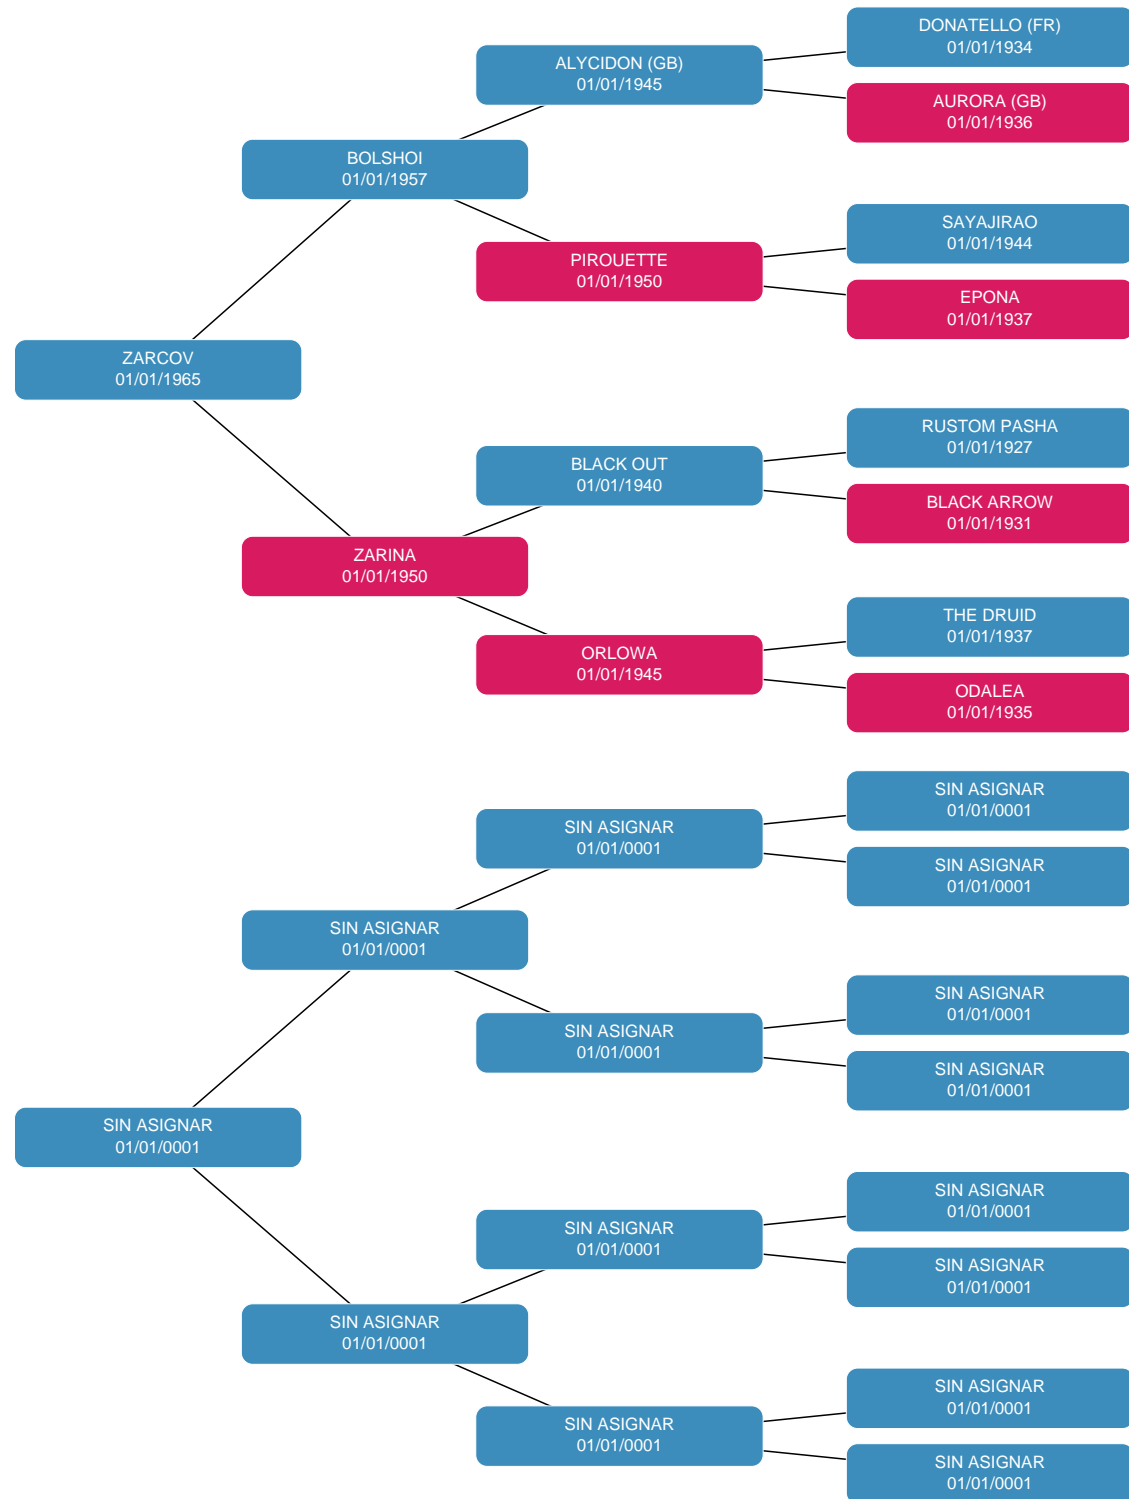 DONATELLO (FR)
01/01/1934
ALYCIDON (GB)
01/01/1945
AURORA (GB)
01/01/1936
BOLSHOI
01/01/1957
SAYAJIRAO
01/01/1944
PIROUETTE
01/01/1950
EPONA
01/01/1937
ZARCOV
01/01/1965
RUSTOM PASHA
01/01/1927
BLACK OUT
01/01/1940
BLACK ARROW
01/01/1931
ZARINA
01/01/1950
THE DRUID
01/01/1937
ORLOWA
01/01/1945
ODALEA
01/01/1935
SIN ASIGNAR
01/01/0001
SIN ASIGNAR
01/01/0001
SIN ASIGNAR
01/01/0001
SIN ASIGNAR
01/01/0001
SIN ASIGNAR
01/01/0001
SIN ASIGNAR
01/01/0001
SIN ASIGNAR
01/01/0001
SIN ASIGNAR
01/01/0001
SIN ASIGNAR
01/01/0001
SIN ASIGNAR
01/01/0001
SIN ASIGNAR
01/01/0001
SIN ASIGNAR
01/01/0001
SIN ASIGNAR
01/01/0001
SIN ASIGNAR
01/01/0001
SIN ASIGNAR
01/01/0001